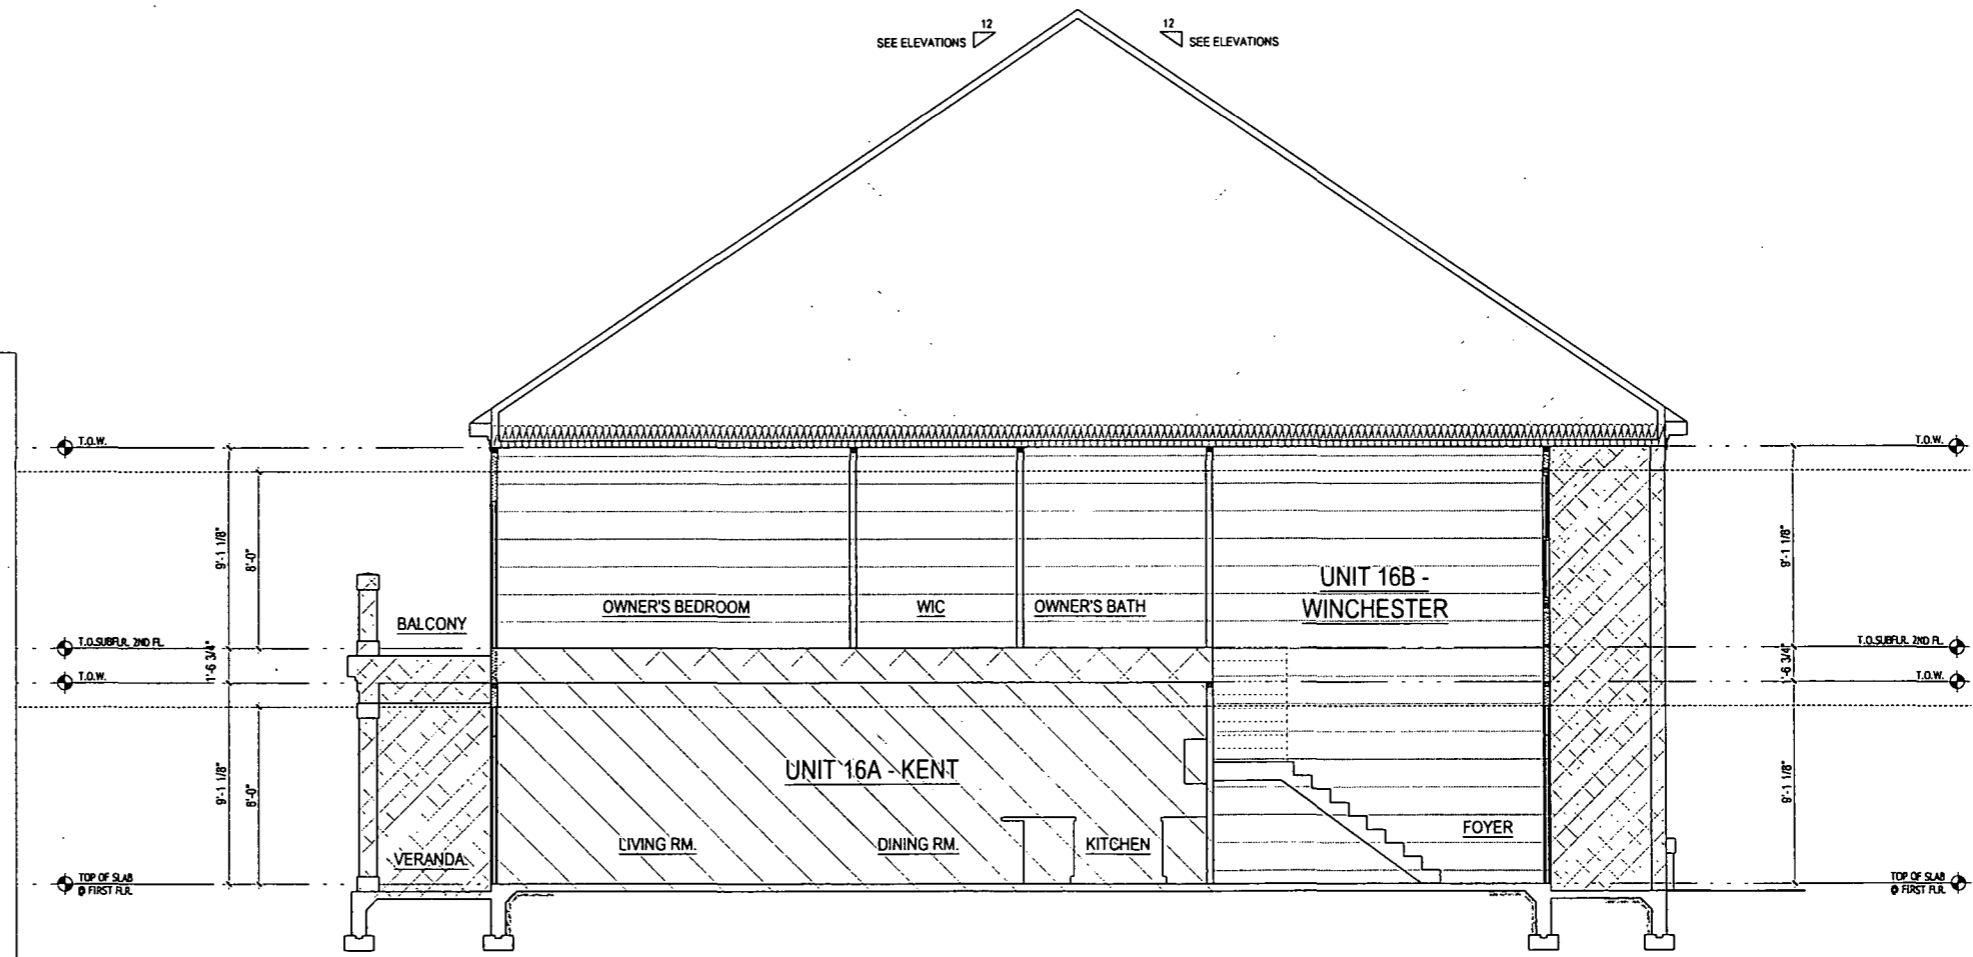 12
SEE ELEVATIONS
12
SEE ELEVATIONS
T.O.W.
T.O.W.
9'-1 1/8"
8'-0"
9'-1 1/8"
UNIT 16B -
WINCHESTER
OWNER'S BEDROOM
WIC
OWNER'S BATH
BALCONY
T.O.SUBFLR. 2ND FL.
T.O.SUBFLR. 2ND FL.
1'-6 3/4"
-6 3/4"
T.O.W.
T.O.W.
9'-1 1/8"
8'-0"
9'-1 1/8"
UNIT 16A - KENT
FOYER
LIVING RM.
DINING RM.
KITCHEN
VERANDA
TOP OF SLAB
@ FIRST FLR.
TOP OF SLAB
@ FIRST FLR.